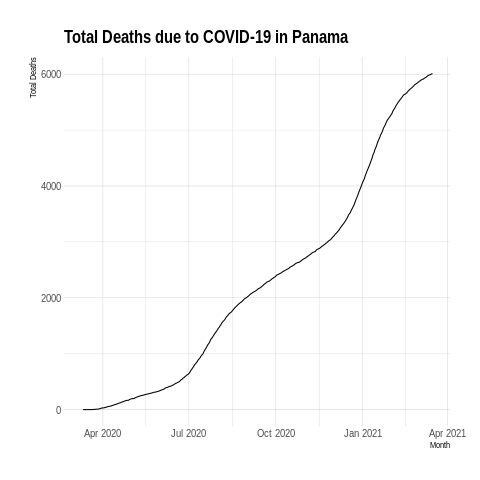 Total Deaths due to COVID-19 in Panama
Total Deaths
6000
4000
2000
0
Apr 2020 Jul 2020 Oct 2020 Jan 2021 Apr 2021
Month